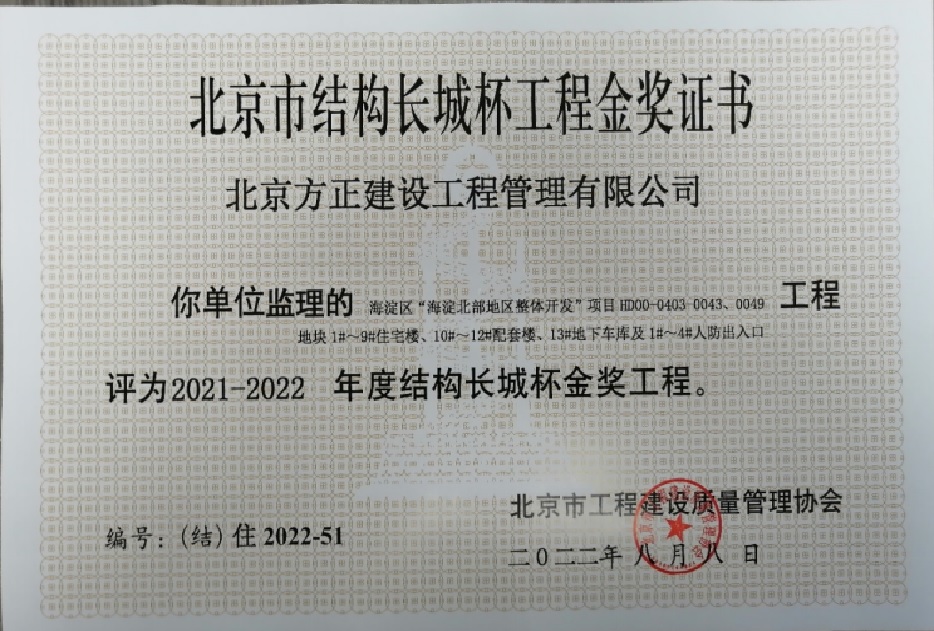 北京市结构长城杯工程金奖证书
北京方正建设工程管理有限公司
你单位监理的 海淀区“海淀北部地区整体开发”项目 HD00-0403-0043、0049 工程
地块 1#～9#住宅楼、10#～12#配套楼、13#地下车库及 1#～4#人防出入口
评为2021-2022 年度结构长城杯金奖工程。
北京市工程建设质量管理协会
编号：(结) 住 2022-51
二0二二年 八 月 八 日